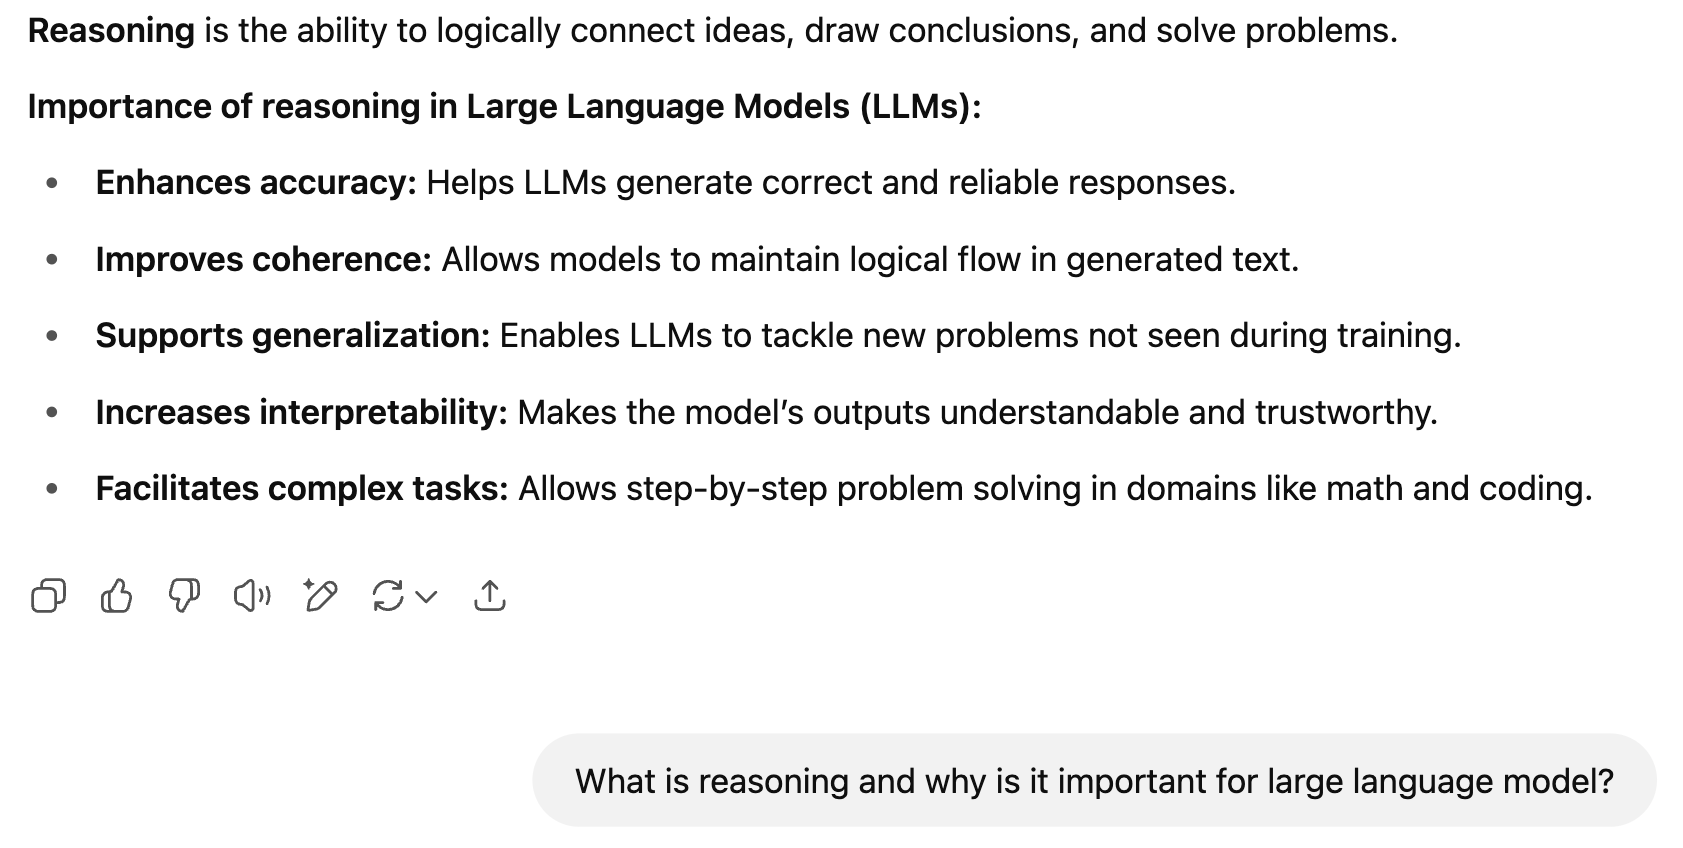 Reasoning is the ability to logically connect ideas, draw conclusions, and solve problems.
Importance of reasoning in Large Language Models (LLMs):
• Enhances accuracy: Helps LLMs generate correct and reliable responses.
• Improves coherence: Allows models to maintain logical flow in generated text.
• Supports generalization: Enables LLMs to tackle new problems not seen during training.
• Increases interpretability: Makes the model’s outputs understandable and trustworthy.
• Facilitates complex tasks: Allows step-by-step problem solving in domains like math and coding.
What is reasoning and why is it important for large language model?